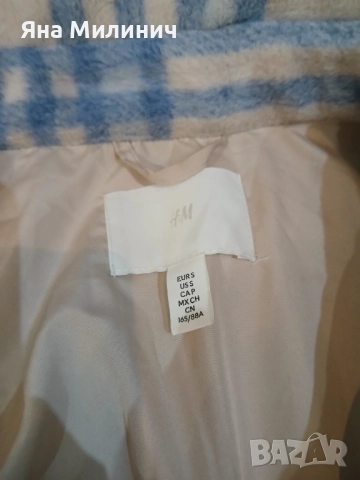 Яна Милинич
H&M
EUR S
US S
CA P
MX CH
CN
165/88A
BAZAR